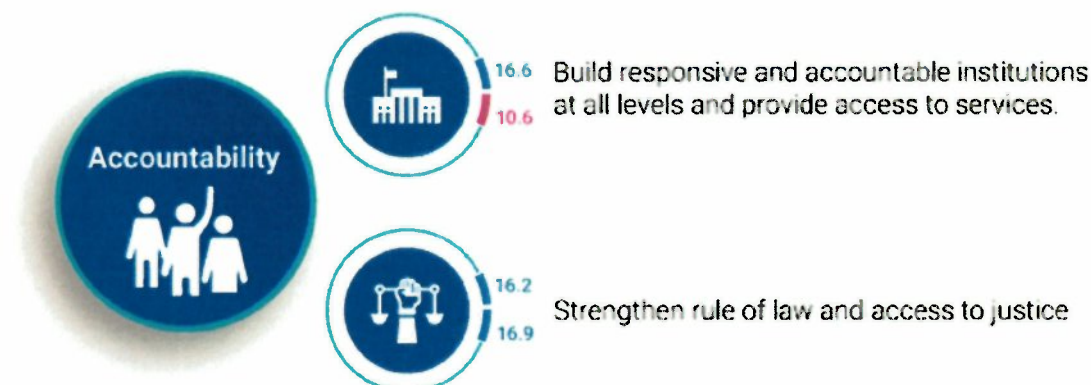 Accountability
16.6
10.6
Build responsive and accountable institutions
at all levels and provide access to services.
16.2
16.9
Strengthen rule of law and access to justice